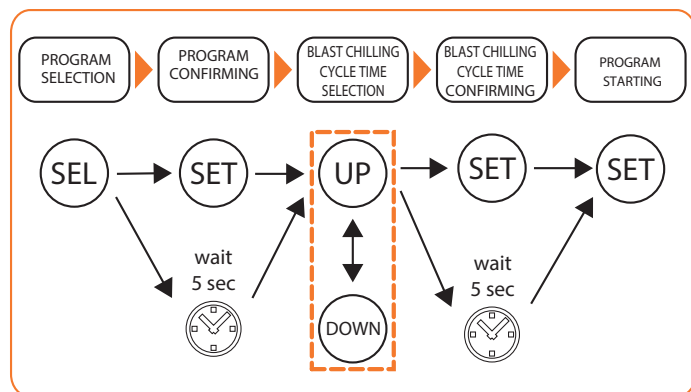 PROGRAM
SELECTION
PROGRAM
CONFIRMING
BLAST CHILLING
CYCLE TIME
SELECTION
BLAST CHILLING
CYCLE TIME
CONFIRMING
PROGRAM
STARTING
SEL
SET
UP
SET
SET
wait
5 sec
DOWN
wait
5 sec